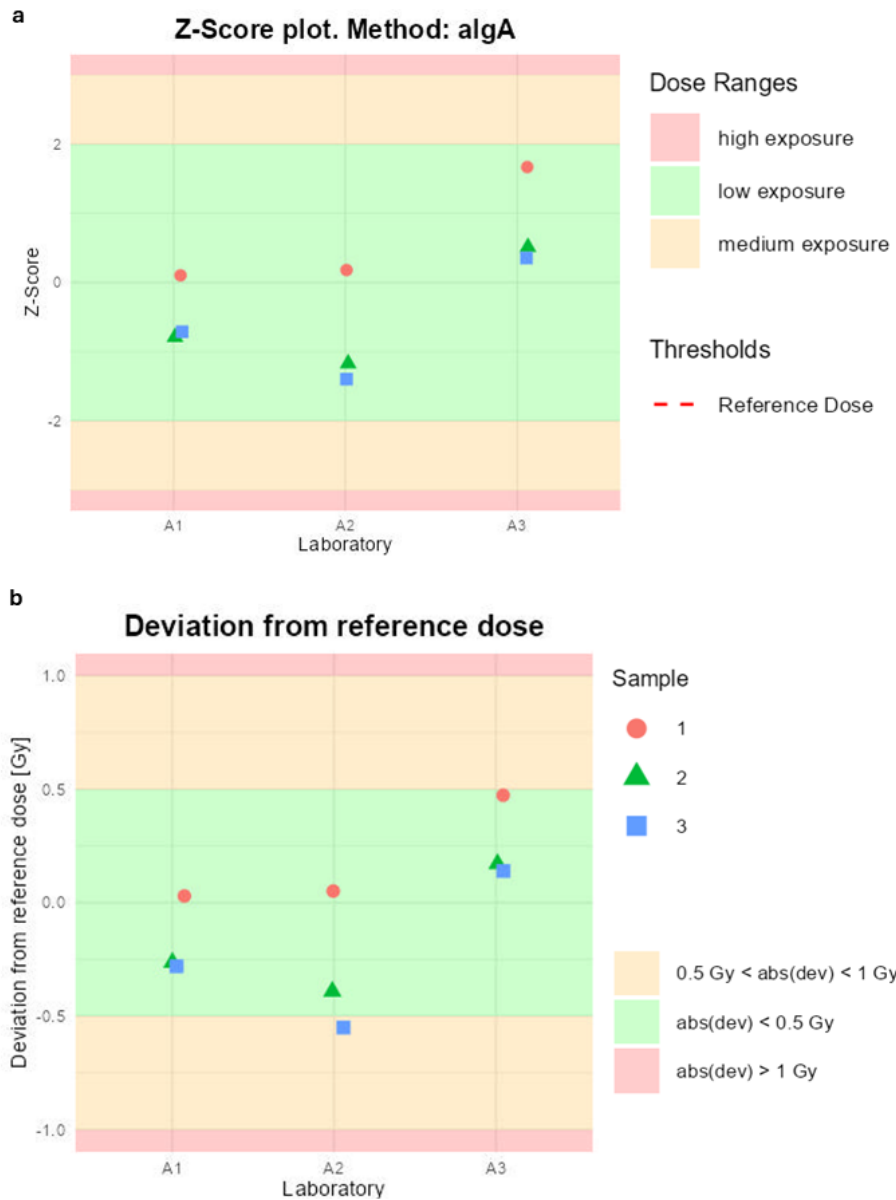 a
Z-Score plot. Method: algA
Z-Score
2
0
-2
A1
A2
A3
Laboratory
Dose Ranges
high exposure
low exposure
medium exposure
Thresholds
Reference Dose
b
Deviation from reference dose
Deviation from reference dose [Gy]
1.0
0.5
0.0
-0.5
-1.0
A1
A2
A3
Laboratory
Sample
1
2
3
0.5 Gy < abs(dev) < 1 Gy
abs(dev) < 0.5 Gy
abs(dev) > 1 Gy